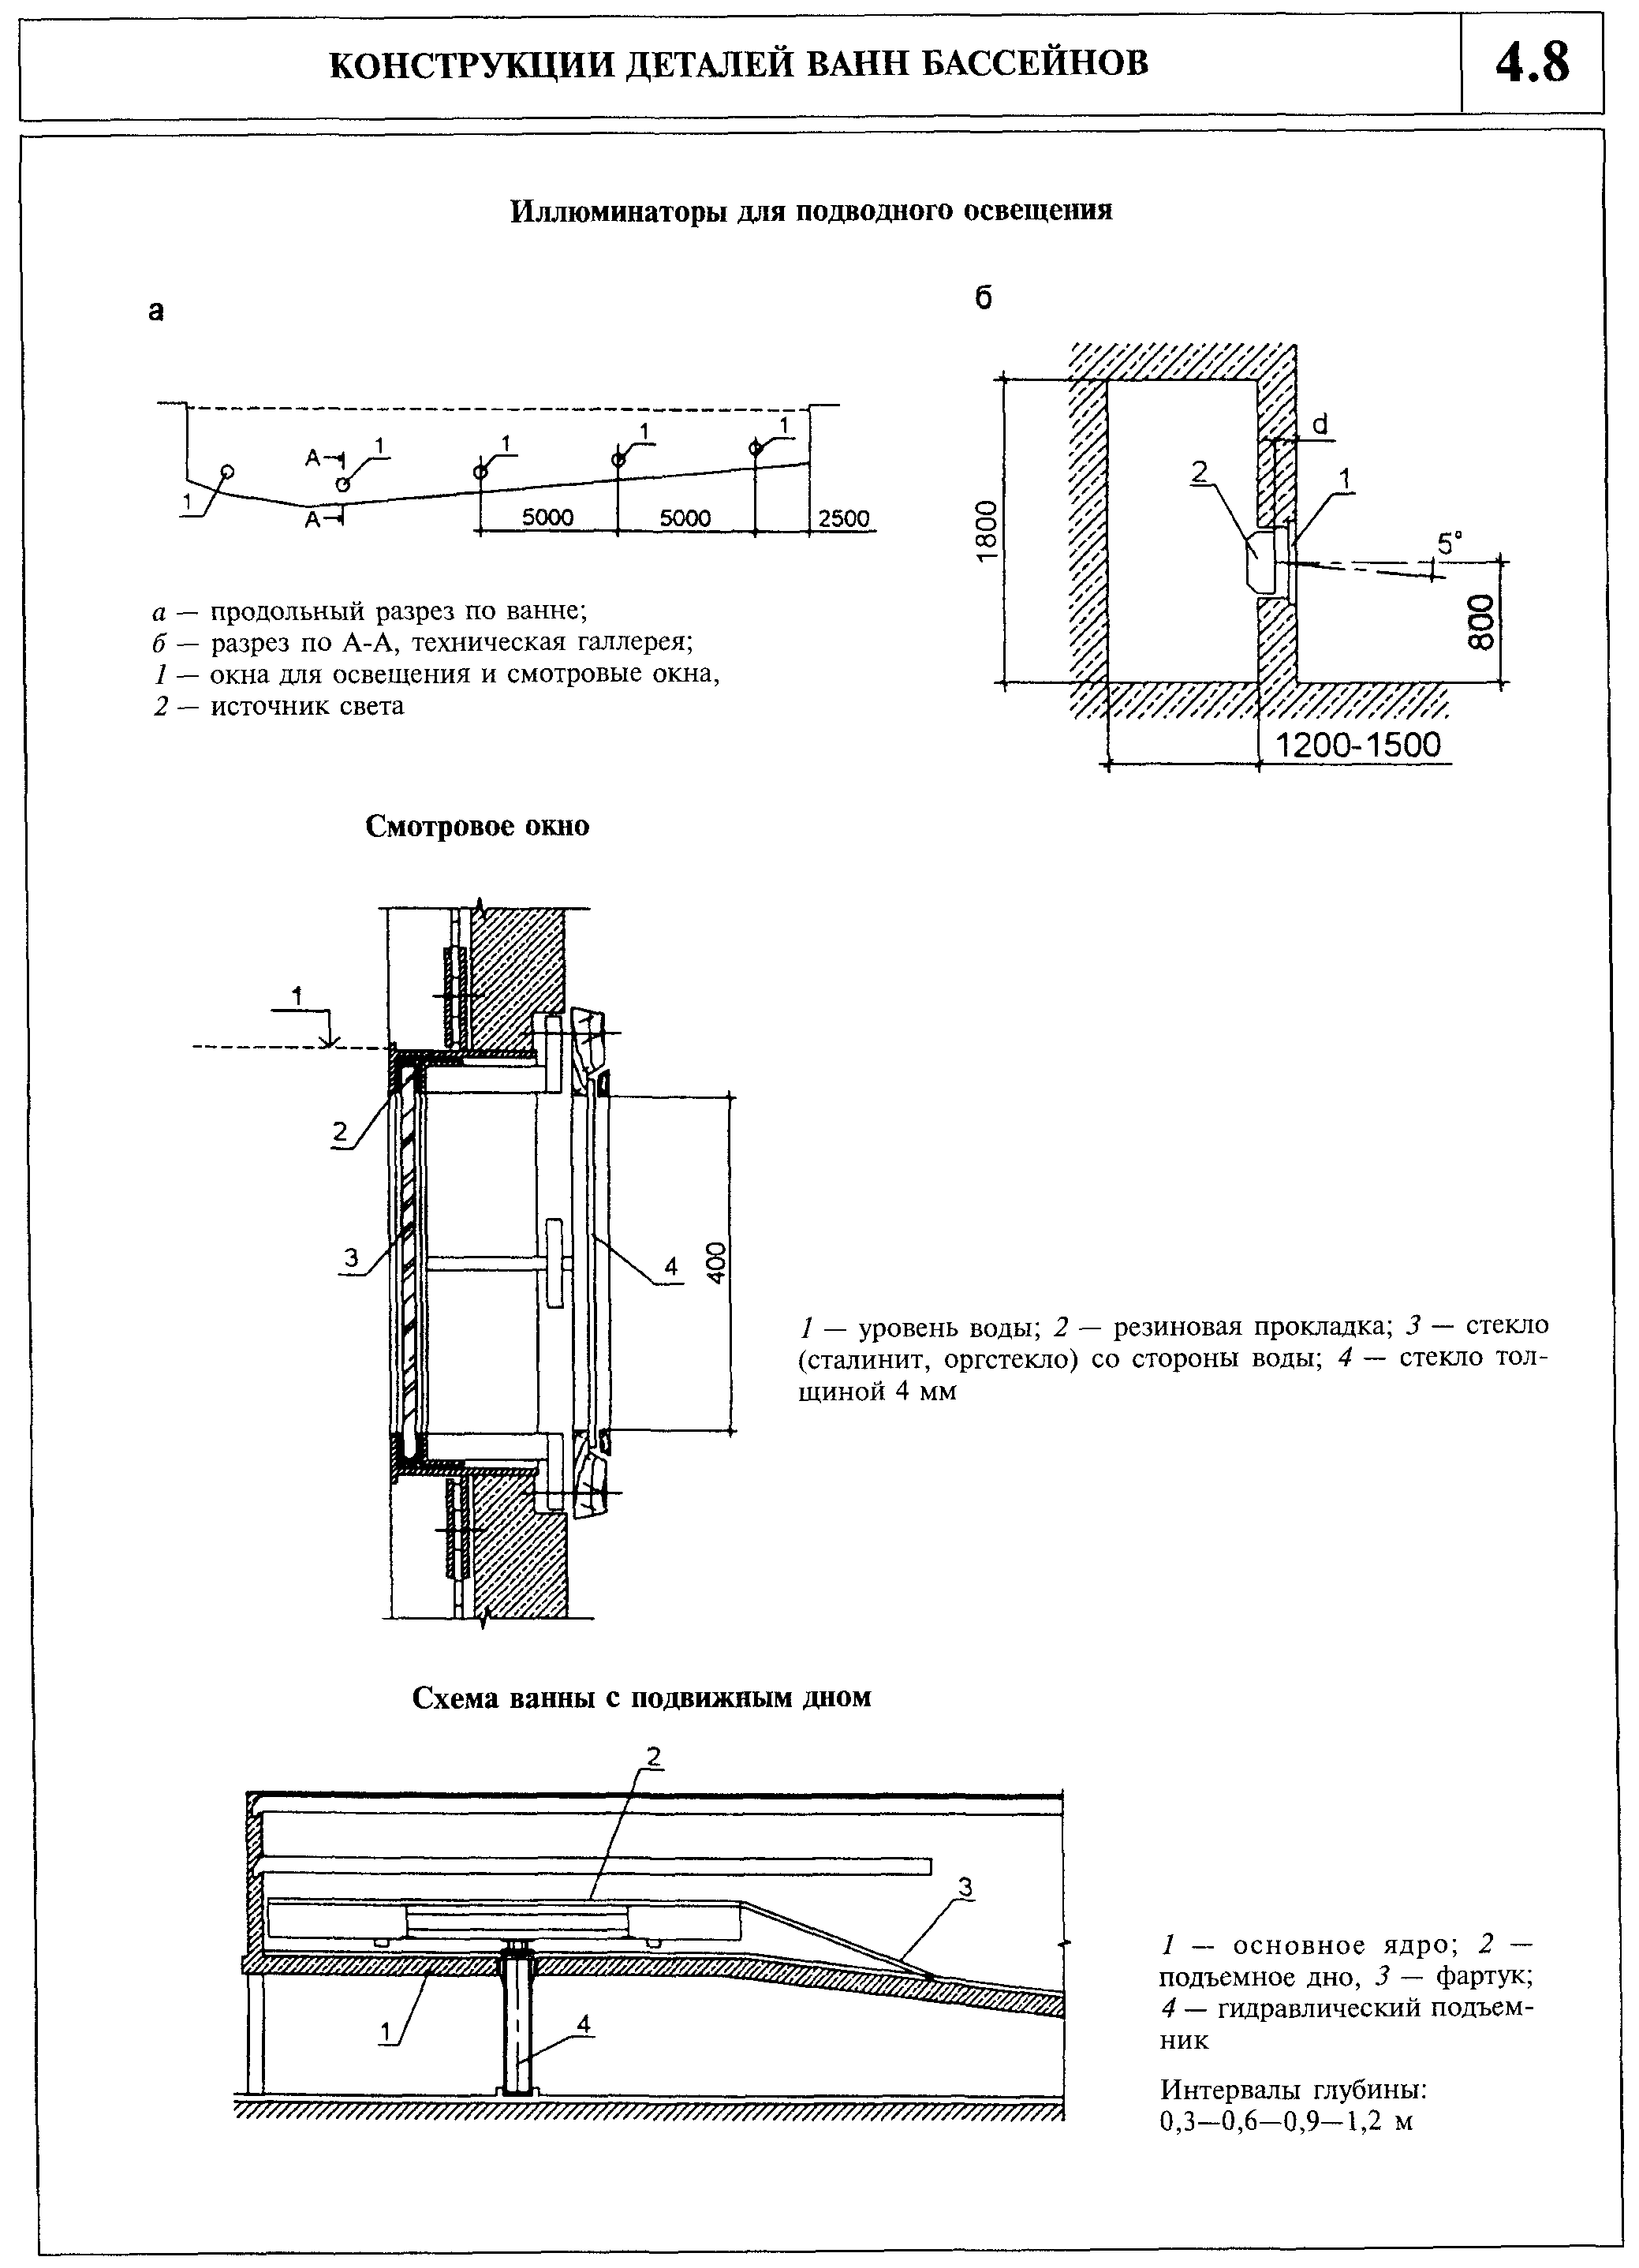 КОНСТРУКЦИИ ДЕТАЛЕЙ ВАНН БАССЕЙНОВ
4.8
Иллюминаторы для подводного освещения
а
1
А
А
1
1
1
1
5000
5000
2500
б
1800
2
d
1
5°
800
1200-1500
а — продольный разрез по ванне;
б — разрез по А-А, техническая галлерея;
1 — окна для освещения и смотровые окна,
2 — источник света
Смотровое окно
1
2
3
4
400
1 — уровень воды; 2 — резиновая прокладка; 3 — стекло
(сталинит, оргстекло) со стороны воды; 4 — стекло тол-
щиной 4 мм
Схема ванны с подвижным дном
2
3
1
4
1 — основное ядро; 2 —
подъемное дно, 3 — фартук;
4 — гидравлический подъем-
ник
Интервалы глубины:
0,3—0,6—0,9—1,2 м